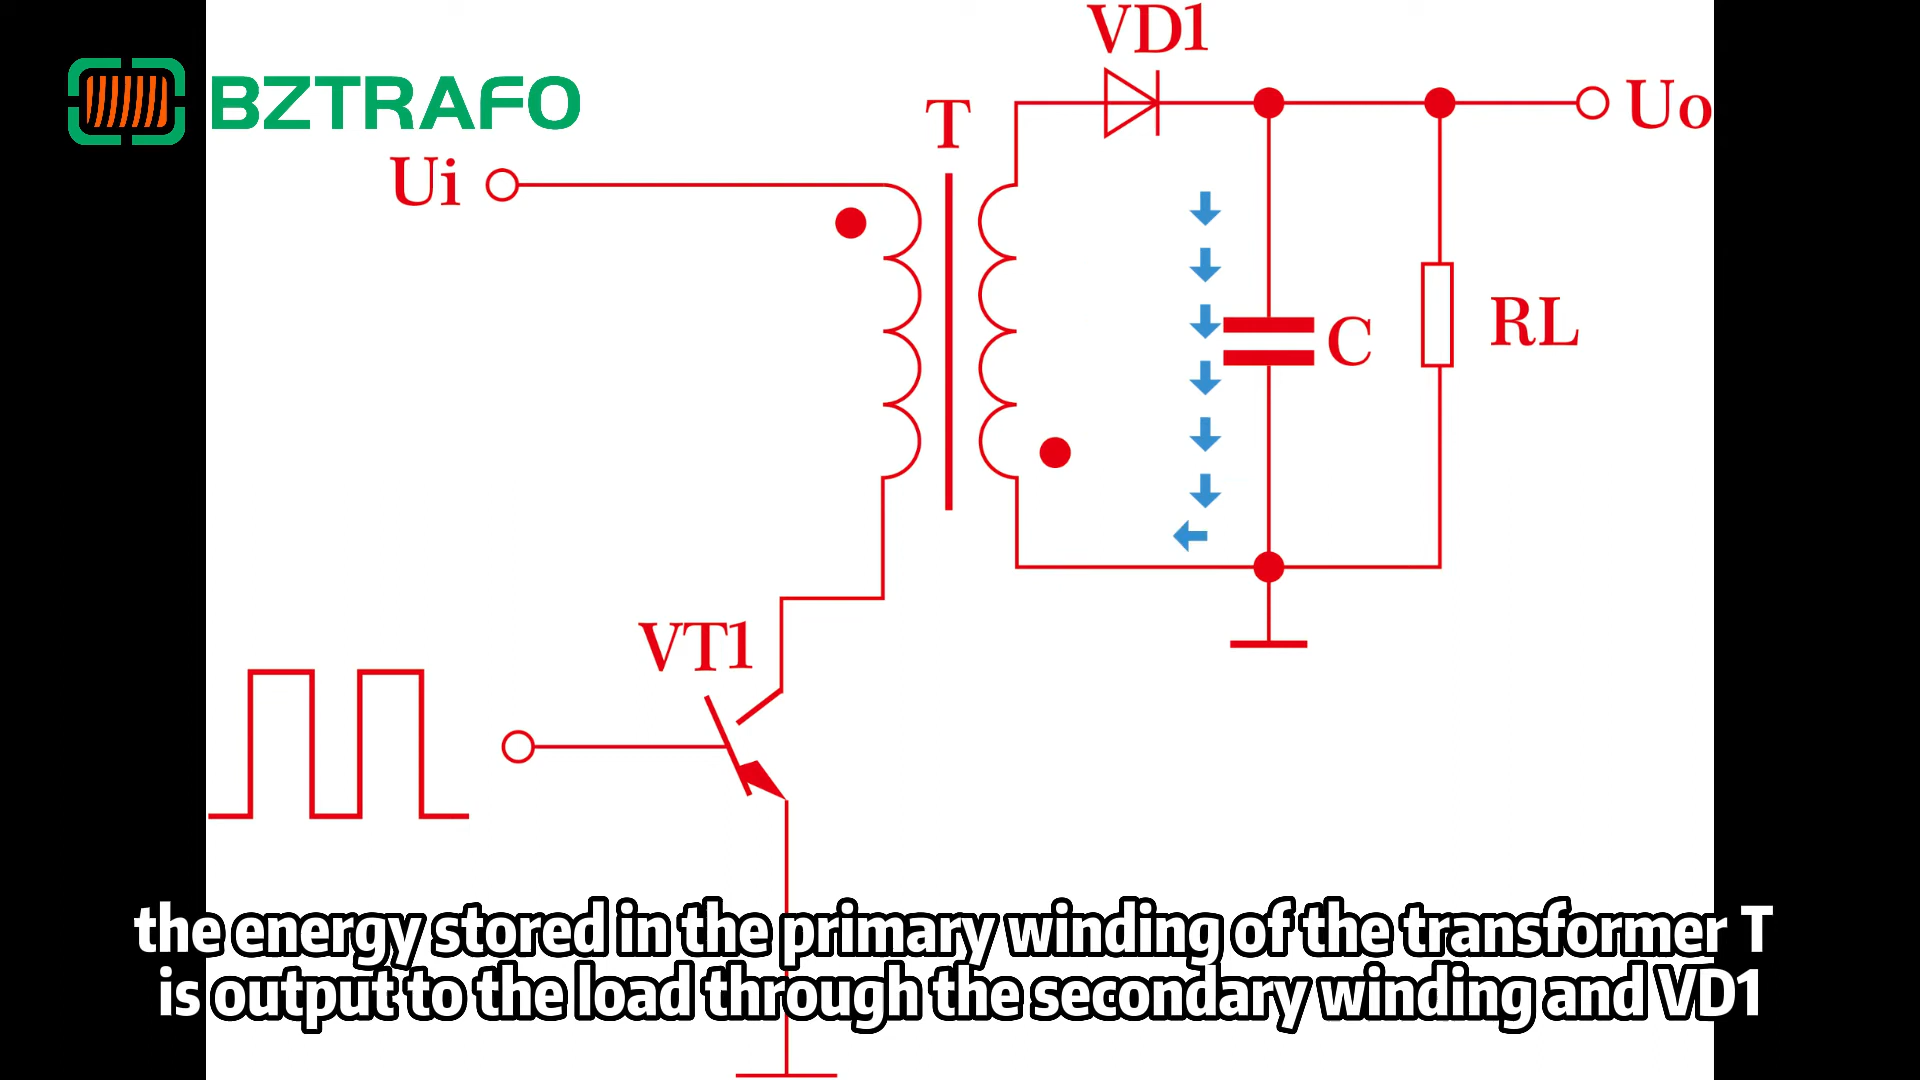 VD1
BZTRAFO
T
Uo
Ui
C
RL
VT1
the energy stored in the primary winding of the transformer T
is output to the load through the secondary winding and VD1